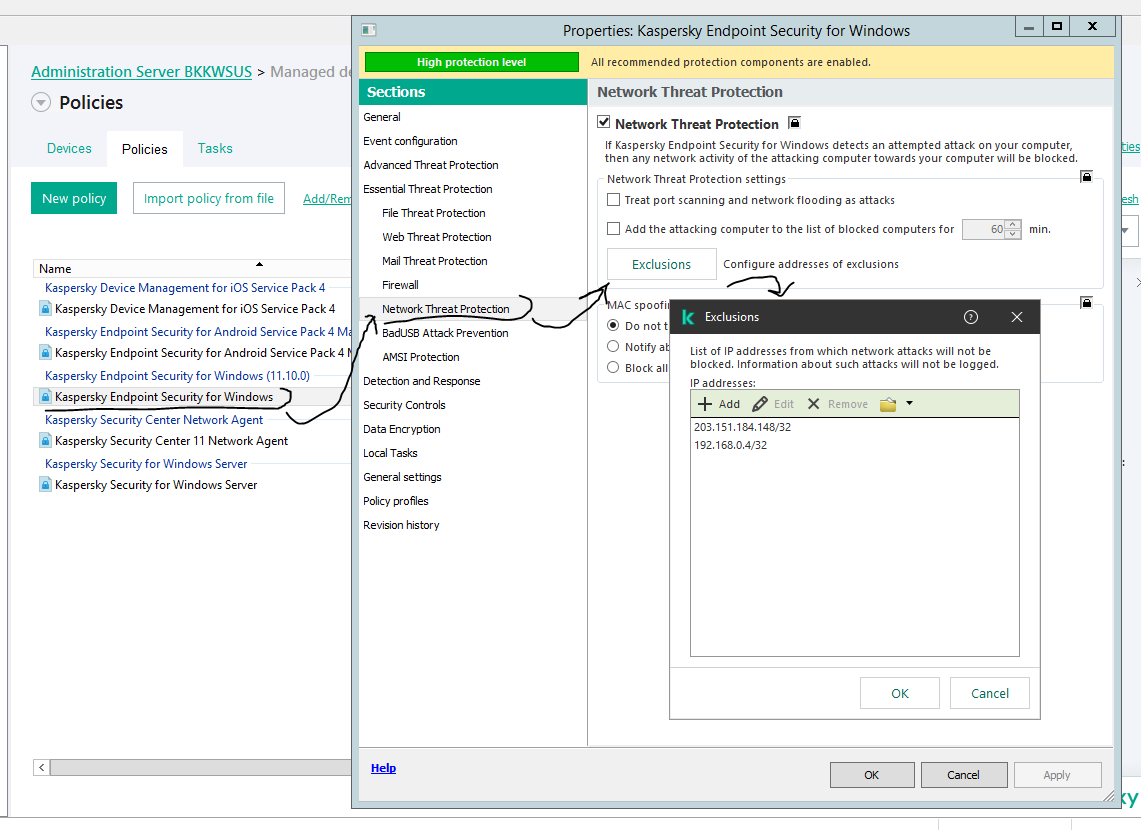 Properties: Kaspersky Endpoint Security for Windows
Administration Server BKKWSUS > Managed de
Policies
Devices Policies Tasks
New policy Import policy from file Add/Rem
Name
Kaspersky Device Management for iOS Service Pack 4
Kaspersky Device Management for iOS Service Pack 4
Kaspersky Endpoint Security for Android Service Pack 4 Ma
Kaspersky Endpoint Security for Android Service Pack 4 M
Kaspersky Endpoint Security for Windows (11.10.0)
Kaspersky Endpoint Security for Windows
Kaspersky Security Center Network Agent
Kaspersky Security Center 11 Network Agent
Kaspersky Security for Windows Server
Kaspersky Security for Windows Server
High protection level All recommended protection components are enabled.
Sections
General
Event configuration
Advanced Threat Protection
Essential Threat Protection
File Threat Protection
Web Threat Protection
Mail Threat Protection
Firewall
Network Threat Protection
BadUSB Attack Prevention
AMSI Protection
Detection and Response
Security Controls
Data Encryption
Local Tasks
General settings
Policy profiles
Revision history
Network Threat Protection
Network Threat Protection
If Kaspersky Endpoint Security for Windows detects an attempted attack on your computer,
then any network activity of the attacking computer towards your computer will be blocked.
Network Threat Protection settings
Treat port scanning and network flooding as attacks
Add the attacking computer to the list of blocked computers for 60 min.
Exclusions Configure addresses of exclusions
MAC spoofin
Do not t
Notify ab
Block all
Exclusions
List of IP addresses from which network attacks will not be
blocked. Information about such attacks will not be logged.
IP addresses:
Add Edit Remove
203.151.184.148/32
192.168.0.4/32
OK Cancel
Help
OK Cancel Apply
ties
esh
ky